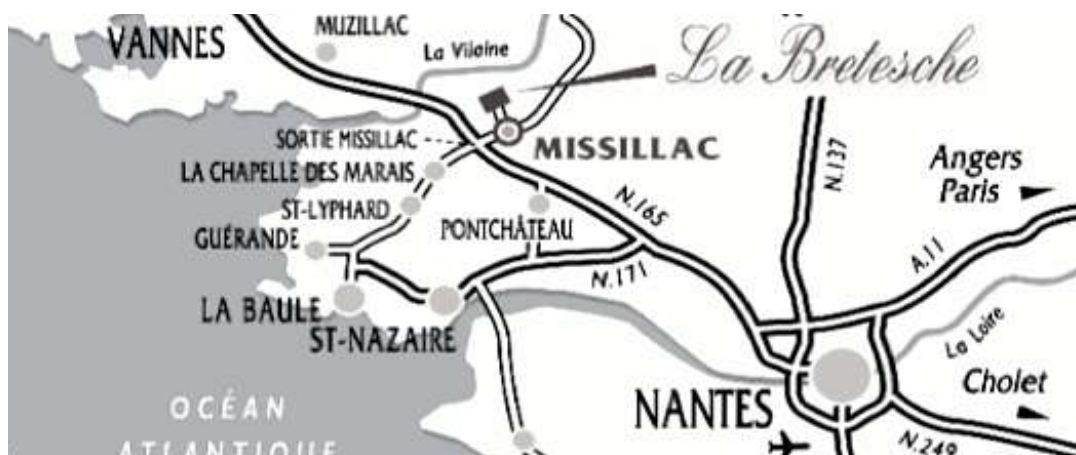 MUZILLAC
VANNES
La Vilaine
La Bretesche
SORTIE MISSILLAC
MISSILLAC
N.137
Angers
Paris
LA CHAPELLE DES MARAIS
ST-LYPHARD
N.165
GUÉRANDE
PONTCHÂTEAU
A.11
N.171
LA BAULE
ST-NAZAIRE
La Loire
Cholet
OCÉAN
ATLANTIQUE
NANTES
N.249